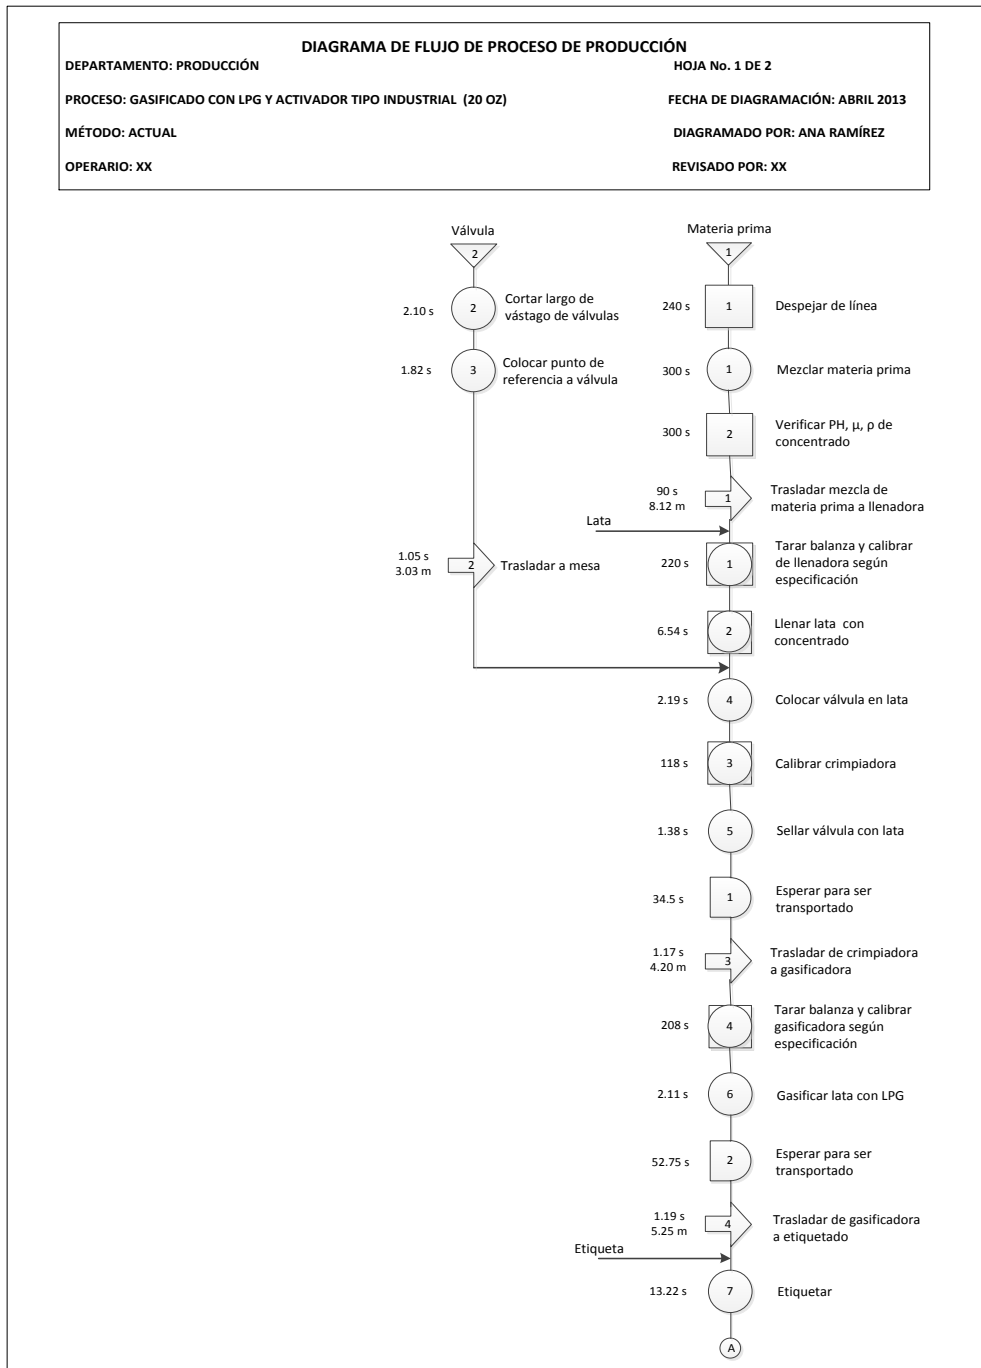 DIAGRAMA DE FLUJO DE PROCESO DE PRODUCCIÓN
DEPARTAMENTO: PRODUCCIÓN
HOJA No. 1 DE 2
PROCESO: GASIFICADO CON LPG Y ACTIVADOR TIPO INDUSTRIAL (20 OZ)
FECHA DE DIAGRAMACIÓN: ABRIL 2013
MÉTODO: ACTUAL
DIAGRAMADO POR: ANA RAMÍREZ
OPERARIO: XX
REVISADO POR: XX
Válvula
2
2.10 s
2
Cortar largo de
vástago de válvulas
1.82 s
3
Colocar punto de
referencia a válvula
1.05 s
3.03 m
2
Trasladar a mesa
Materia prima
1
240 s
1
Despejar de línea
300 s
1
Mezclar materia prima
300 s
2
Verificar PH, µ, ρ de
concentrado
90 s
8.12 m
1
Trasladar mezcla de
materia prima a llenadora
Lata
220 s
1
Tarar balanza y calibrar
de llenadora según
especificación
6.54 s
2
Llenar lata con
concentrado
2.19 s
4
Colocar válvula en lata
118 s
3
Calibrar crimpiadora
1.38 s
5
Sellar válvula con lata
34.5 s
1
Esperar para ser
transportado
1.17 s
4.20 m
3
Trasladar de crimpiadora
a gasificadora
208 s
4
Tarar balanza y calibrar
gasificadora según
especificación
2.11 s
6
Gasificar lata con LPG
52.75 s
2
Esperar para ser
transportado
1.19 s
5.25 m
4
Trasladar de gasificadora
a etiquetado
Etiqueta
13.22 s
7
Etiquetar
A